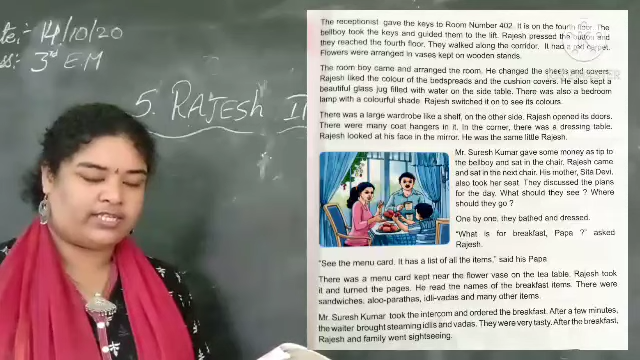 14/10/20
3rd E.M
5. RAJESH
The receptionist gave the keys to Room Number 402. It is on the fourth floor. The
bellboy took the keys and guided them to the lift. Rajesh pressed the button and
they reached the fourth floor. They walked along the corridor. It had a red carpet.
Flowers were arranged in vases kept on wooden stands.
The room boy came and arranged the room. He changed the sheets and covers.
Rajesh liked the colour of the bedspreads and the cushion covers. He also kept a
beautiful glass jug filled with water on the side table. There was also a bedroom
lamp with a colourful shade. Rajesh switched it on to see its colours.
There was a large wardrobe like a shelf, on the other side. Rajesh opened its doors.
There were many coat hangers in it. In the corner, there was a dressing table.
Rajesh looked at his face in the mirror. He was the same little Rajesh.
Mr. Suresh Kumar gave some money as tip to
the bellboy and sat in the chair. Rajesh came
and sat in the next chair. His mother, Sita Devi,
also took her seat. They discussed the plans
for the day. What should they see ? Where
should they go ?
One by one, they bathed and dressed.
"What is for breakfast, Papa ?" asked
Rajesh.
"See the menu card. It has a list of all the items," said his Papa
There was a menu card kept near the flower vase on the tea table. Rajesh took
it and turned the pages. He read the names of the breakfast items. There were
sandwiches, aloo-parathas, idli-vadas and many other items.
Mr. Suresh Kumar took the intercom and ordered the breakfast. After a few minutes,
the waiter brought steaming idlis and vadas. They were very tasty. After the breakfast,
Rajesh and family went sightseeing.